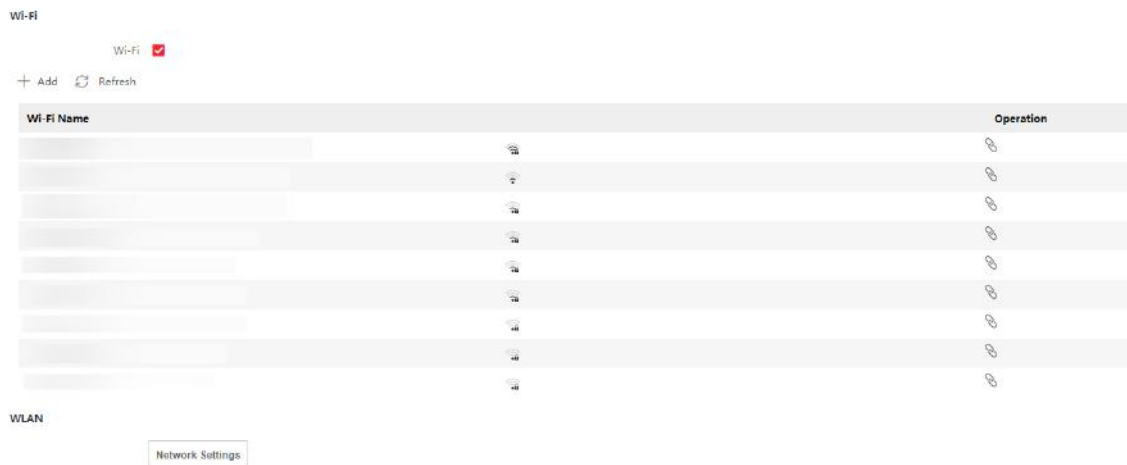 Wi-Fi
Wi-Fi
Add Refresh
Wi-Fi Name Operation
WLAN
Network Settings